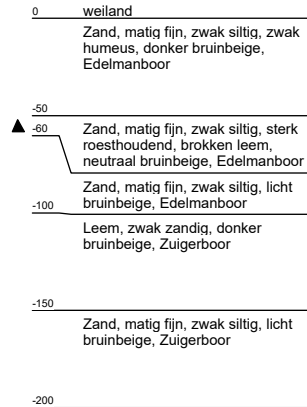 0 weiland
Zand, matig fijn, zwak siltig, zwak
humeus, donker bruinbeige,
Edelmanboor
-50
-60 Zand, matig fijn, zwak siltig, sterk
roesthoudend, brokken leem,
neutraal bruinbeige, Edelmanboor
Zand, matig fijn, zwak siltig, licht
bruinbeige, Edelmanboor
-100
Leem, zwak zandig, donker
bruinbeige, Zuigerboor
-150
Zand, matig fijn, zwak siltig, licht
bruinbeige, Zuigerboor
-200